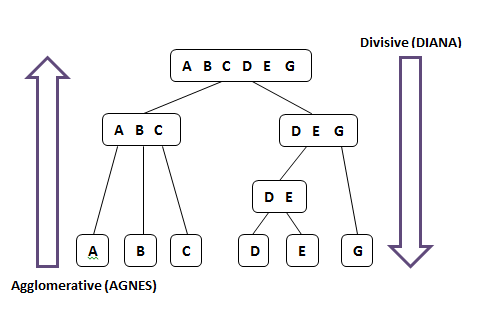 Divisive (DIANA)
A B C D E G
A B C
D E G
D E
A
B
C
D
E
G
Agglomerative (AGNES)